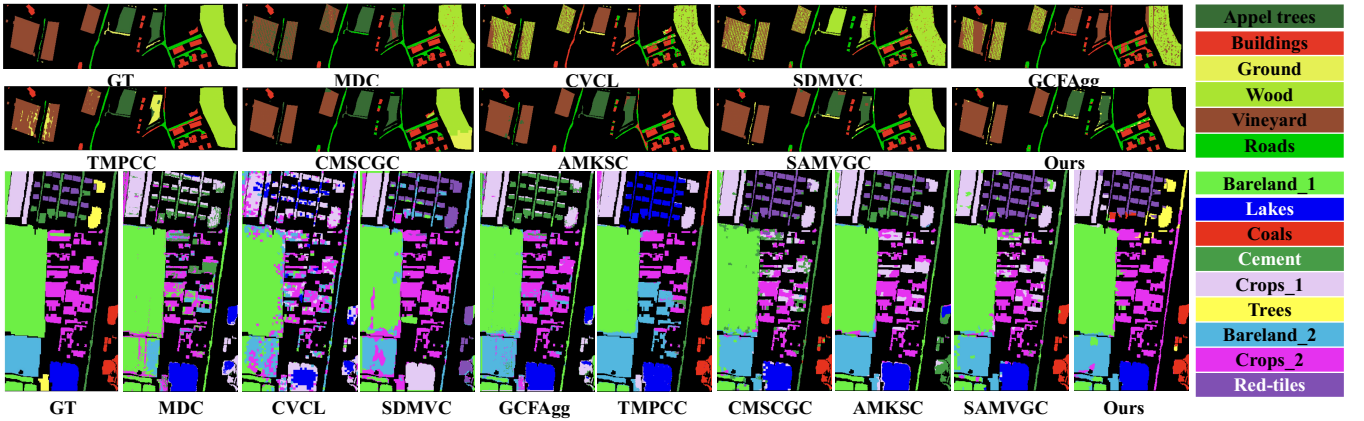 GT MDC CVCL SDMVC GCFAgg
TMPCC CMSCGC AMKSC SAMVGC Ours
Appel trees
Buildings
Ground
Wood
Vineyard
Roads
GT MDC CVCL SDMVC GCFAgg TMPCC CMSCGC AMKSC SAMVGC Ours
Bareland_1
Lakes
Coals
Cement
Crops_1
Trees
Bareland_2
Crops_2
Red-tiles